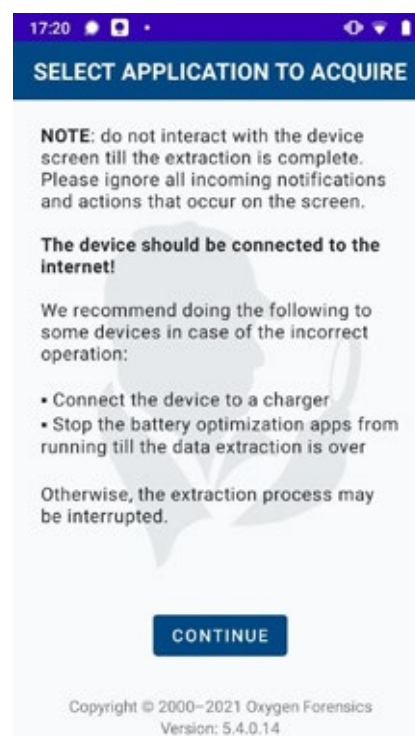 17:20
SELECT APPLICATION TO ACQUIRE
NOTE: do not interact with the device
screen till the extraction is complete.
Please ignore all incoming notifications
and actions that occur on the screen.
The device should be connected to the
internet!
We recommend doing the following to
some devices in case of the incorrect
operation:
▪ Connect the device to a charger
▪ Stop the battery optimization apps from
running till the data extraction is over
Otherwise, the extraction process may
be interrupted.
CONTINUE
Copyright © 2000–2021 Oxygen Forensics
Version: 5.4.0.14